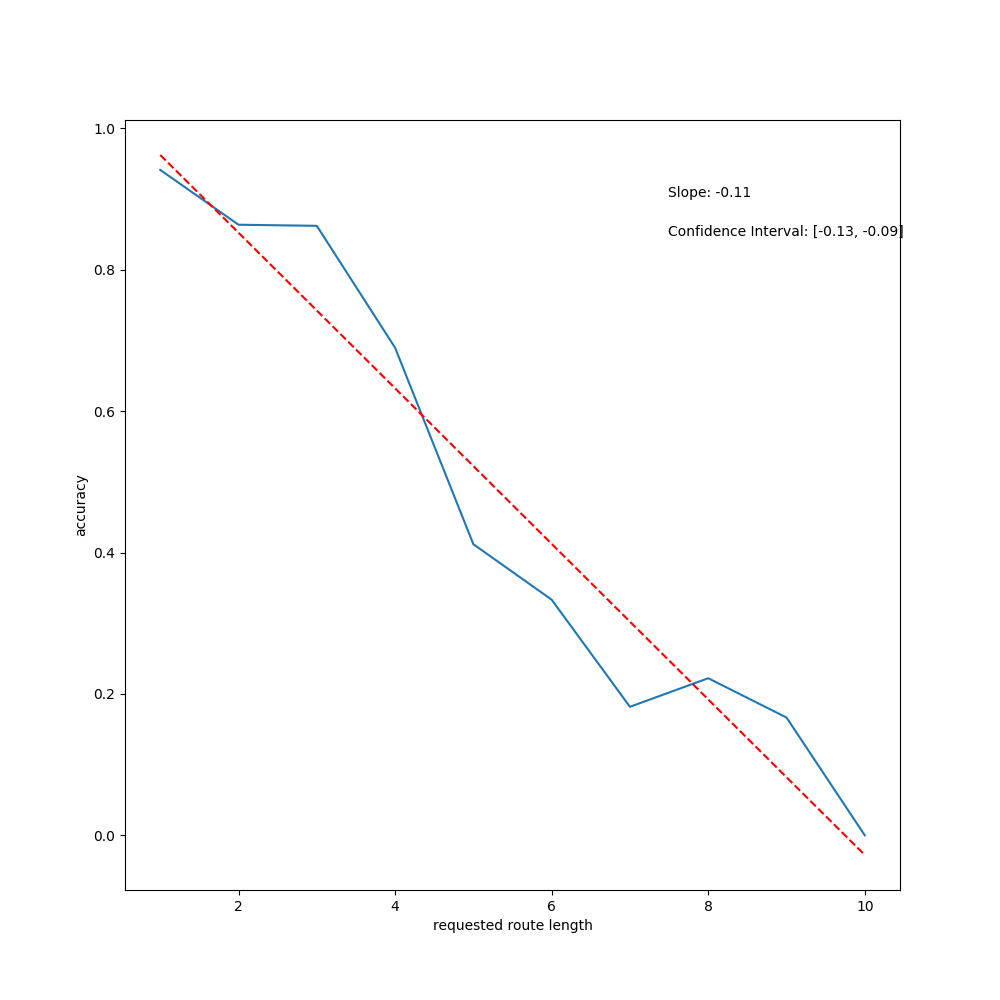 1.0
0.8
0.6
0.4
0.2
0.0
accuracy
Slope: -0.11
Confidence Interval: [-0.13, -0.09]
2 4 6 8 10
requested route length